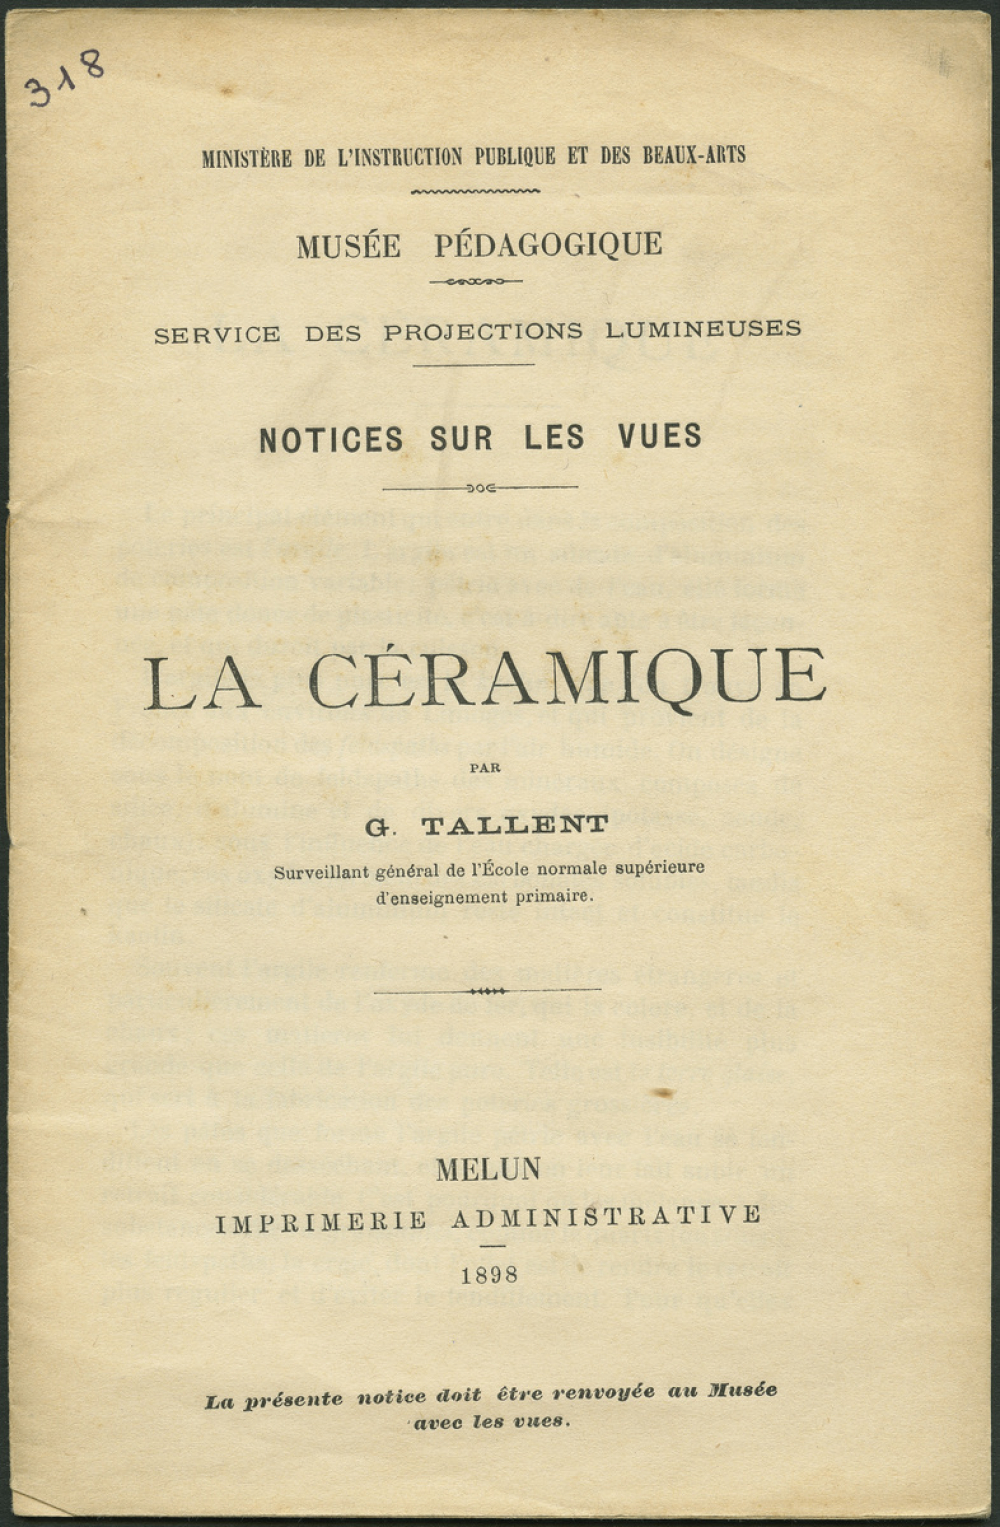 318
MINISTÈRE DE L'INSTRUCTION PUBLIQUE ET DES BEAUX-ARTS
MUSÉE PÉDAGOGIQUE
SERVICE DES PROJECTIONS LUMINEUSES
NOTICES SUR LES VUES
LA CÉRAMIQUE
PAR
G. TALLENT
Surveillant général de l'École normale supérieure
d'enseignement primaire.
MELUN
IMPRIMERIE ADMINISTRATIVE
1898
La présente notice doit être renvoyée au Musée
avec les vues.